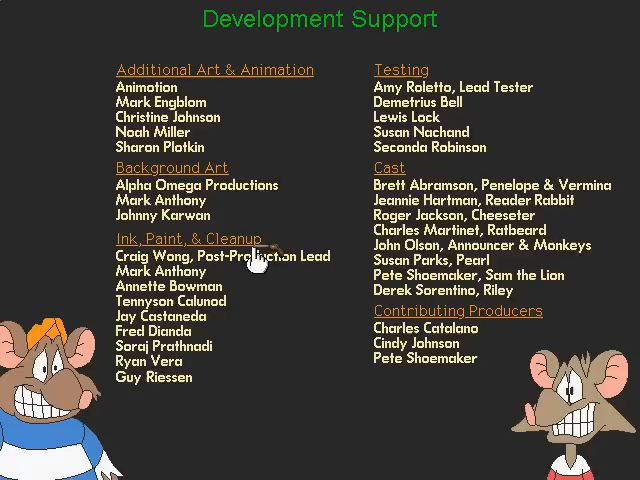 Development Support
Additional Art & Animation
Animotion
Mark Engblom
Christine Johnson
Noah Miller
Sharon Plotkin
Background Art
Alpha Omega Productions
Mark Anthony
Johnny Karwan
Ink, Paint, & Cleanup
Craig Wong, Post-Production Lead
Mark Anthony
Annette Bowman
Tennyson Calunod
Jay Castaneda
Fred Dianda
Soraj Prathnadi
Ryan Vera
Guy Riessen
Testing
Amy Roletto, Lead Tester
Demetrius Bell
Lewis Lock
Susan Nachand
Seconda Robinson
Cast
Brett Abramson, Penelope & Vermina
Jeannie Hartman, Reader Rabbit
Roger Jackson, Cheeseter
Charles Martinet, Ratbeard
John Olson, Announcer & Monkeys
Susan Parks, Pearl
Pete Shoemaker, Sam the Lion
Derek Sorentino, Riley
Contributing Producers
Charles Catalano
Cindy Johnson
Pete Shoemaker